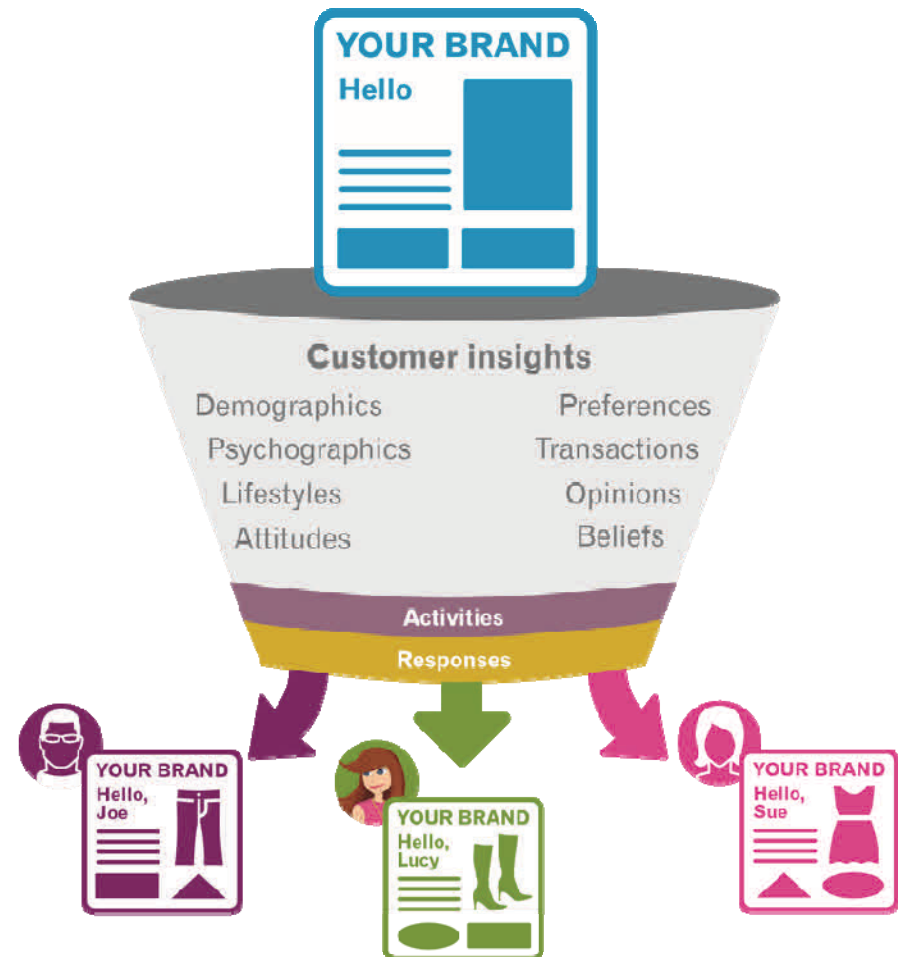 YOUR BRAND
Hello
Customer insights
Demographics
Preferences
Psychographics
Transactions
Lifestyles
Opinions
Attitudes
Beliefs
Activities
Responses
YOUR BRAND
Hello,
Joe
YOUR BRAND
Hello,
Lucy
YOUR BRAND
Hello,
Sue